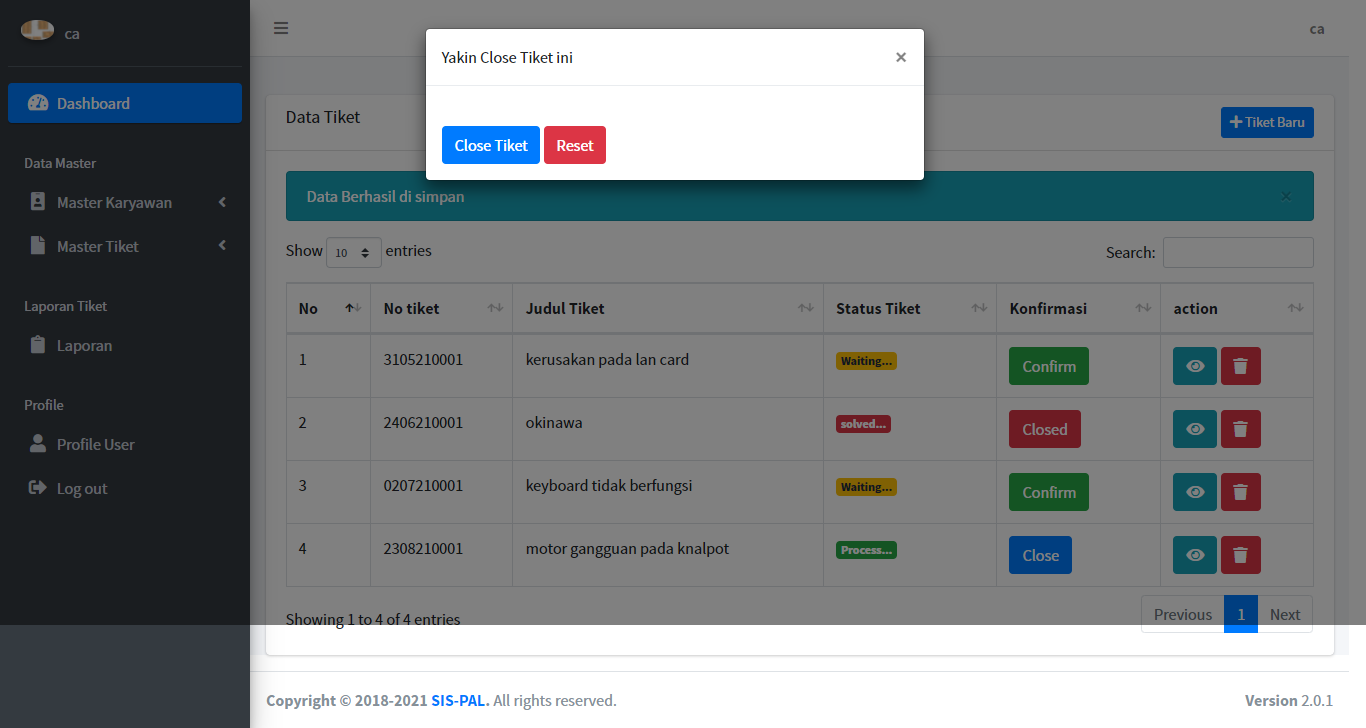 ca
ca
Yakin Close Tiket ini
×
Close Tiket Reset
Dashboard
Data Master
Master Karyawan
Master Tiket
Laporan Tiket
Laporan
Profile
Profile User
Log out
Data Tiket
Tiket Baru
Data Berhasil di simpan ×
Show 10 entries Search:
No No tiket Judul Tiket Status Tiket Konfirmasi action
1 3105210001 kerusakan pada lan card Waiting... Confirm
2 2406210001 okinawa solved... Closed
3 0207210001 keyboard tidak berfungsi Waiting... Confirm
4 2308210001 motor gangguan pada knalpot Process... Close
Showing 1 to 4 of 4 entries Previous 1 Next
Copyright © 2018-2021 SIS-PAL. All rights reserved. Version 2.0.1